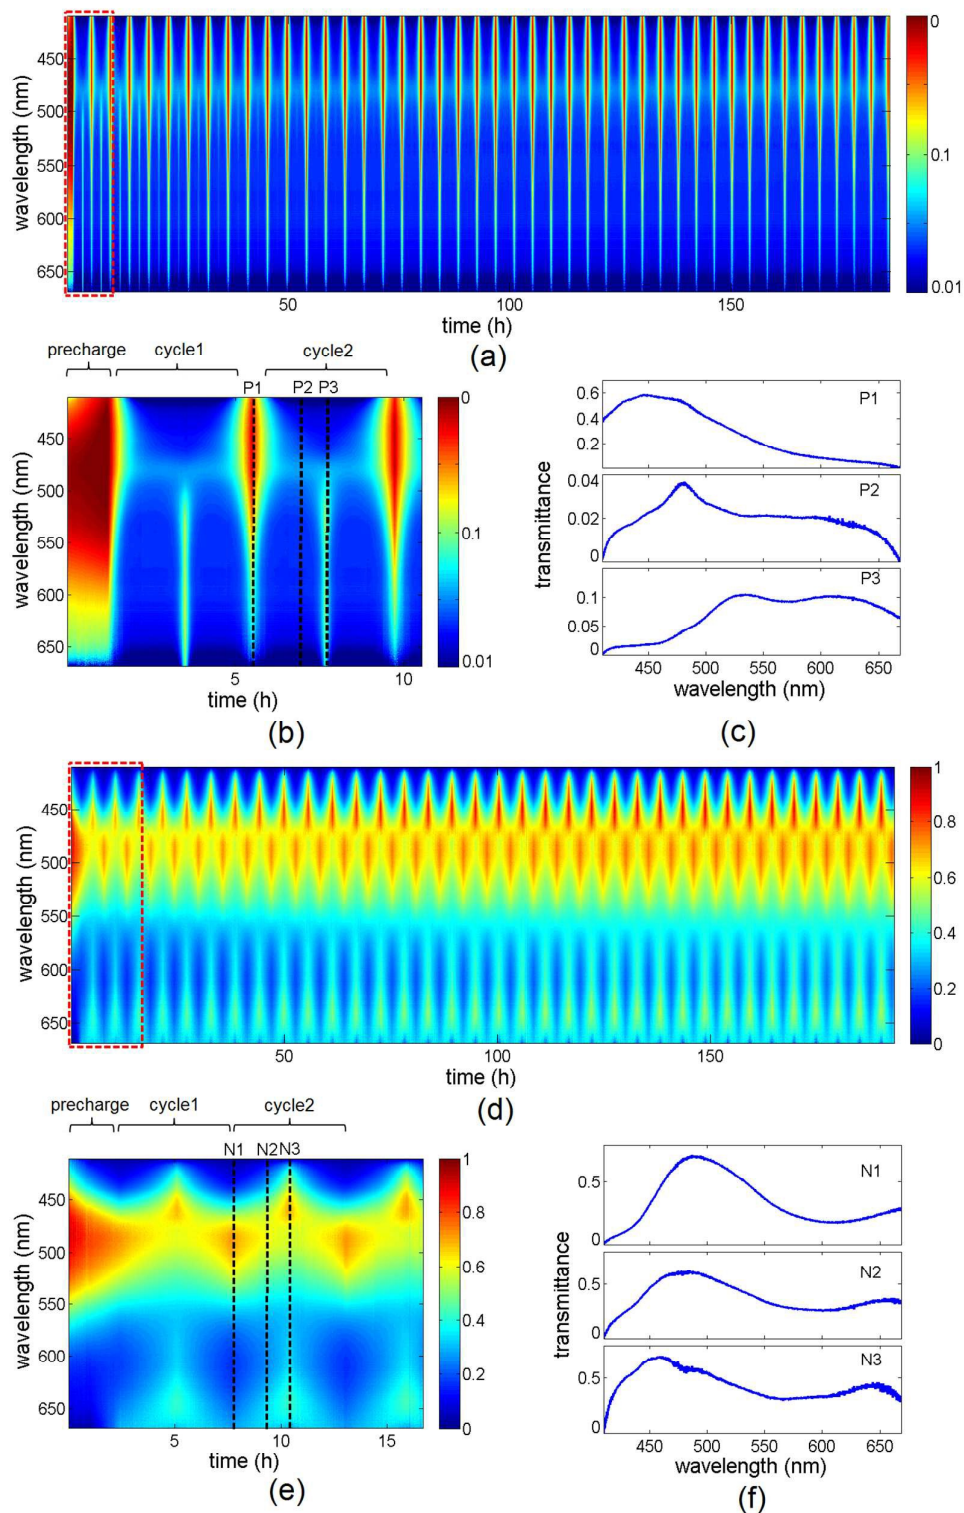 wavelength (nm)
450
500
550
600
650
50
100
150
time (h)
0
0.1
0.01
(a)
precharge cycle1 cycle2
P1 P2 P3
wavelength (nm)
450
500
550
600
650
5 10
time (h)
0
0.1
0.01
(b)
transmittance
0.6
0.4
0.2
P1
0.04
0.02
0
P2
0.1
0.05
0
P3
450 500 550 600 650
wavelength (nm)
(c)
wavelength (nm)
450
500
550
600
650
50 100 150
time (h)
1
0.8
0.6
0.4
0.2
0
(d)
precharge cycle1 cycle2
N1 N2 N3
wavelength (nm)
450
500
550
600
650
5 10 15
time (h)
1
0.8
0.6
0.4
0.2
0
(e)
transmittance
0.5
0
N1
0.5
0
N2
0.5
0
N3
450 500 550 600 650
wavelength (nm)
(f)